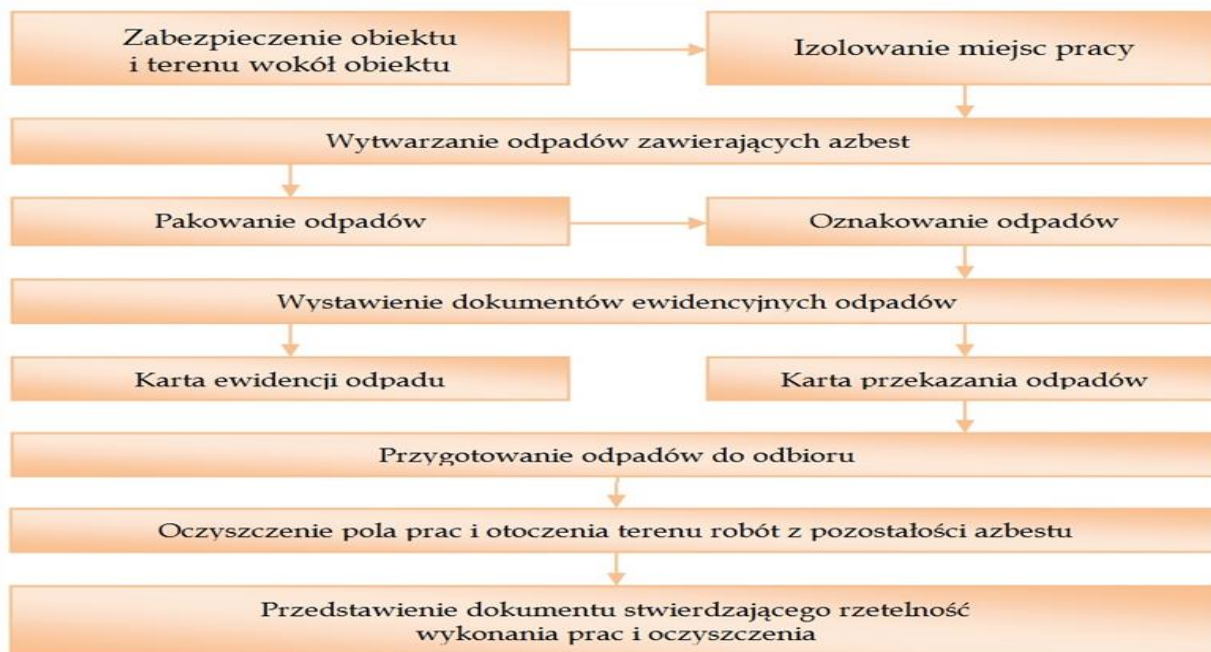 Zabezpieczenie obiektu
i terenu wokół obiektu
Izolowanie miejsc pracy
Wytwarzanie odpadów zawierających azbest
Pakowanie odpadów
Oznakowanie odpadów
Wystawienie dokumentów ewidencyjnych odpadów
Karta ewidencji odpadu
Karta przekazania odpadów
Przygotowanie odpadów do odbioru
Oczyszczenie pola prac i otoczenia terenu robót z pozostałości azbestu
Przedstawienie dokumentu stwierdzającego rzetelność
wykonania prac i oczyszczenia